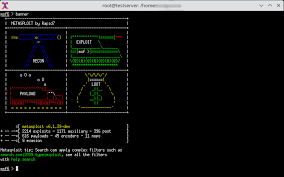 root@testserver: /home/
msf6 > banner
METASPLOIT by Rapid7
EXPLOIT
RECON
PAYLOAD
LOOT
=[ metasploit v6.1.39-dev ]
+ -- --=[ 2214 exploits - 1171 auxiliary - 396 post ]
+ -- --=[ 616 payloads - 45 encoders - 11 nops ]
+ -- --=[ 9 evasion ]
Metasploit tip: Search can apply complex filters such as
search cve:2009 type:exploit, see all the filters
with help search
msf6 >